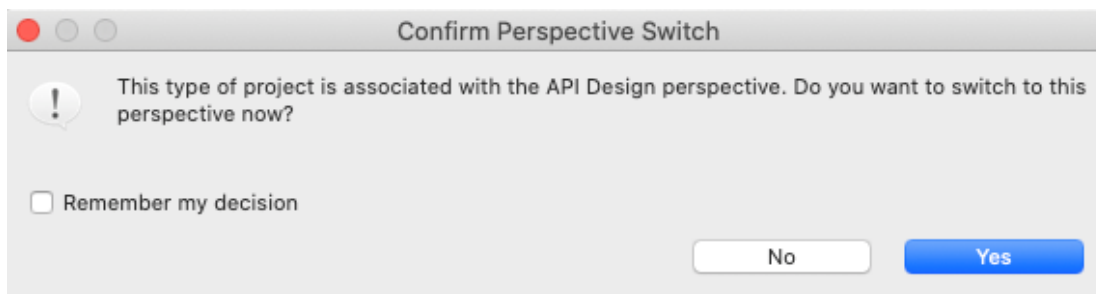 Confirm Perspective Switch
This type of project is associated with the API Design perspective. Do you want to switch to this
perspective now?
Remember my decision
No
Yes